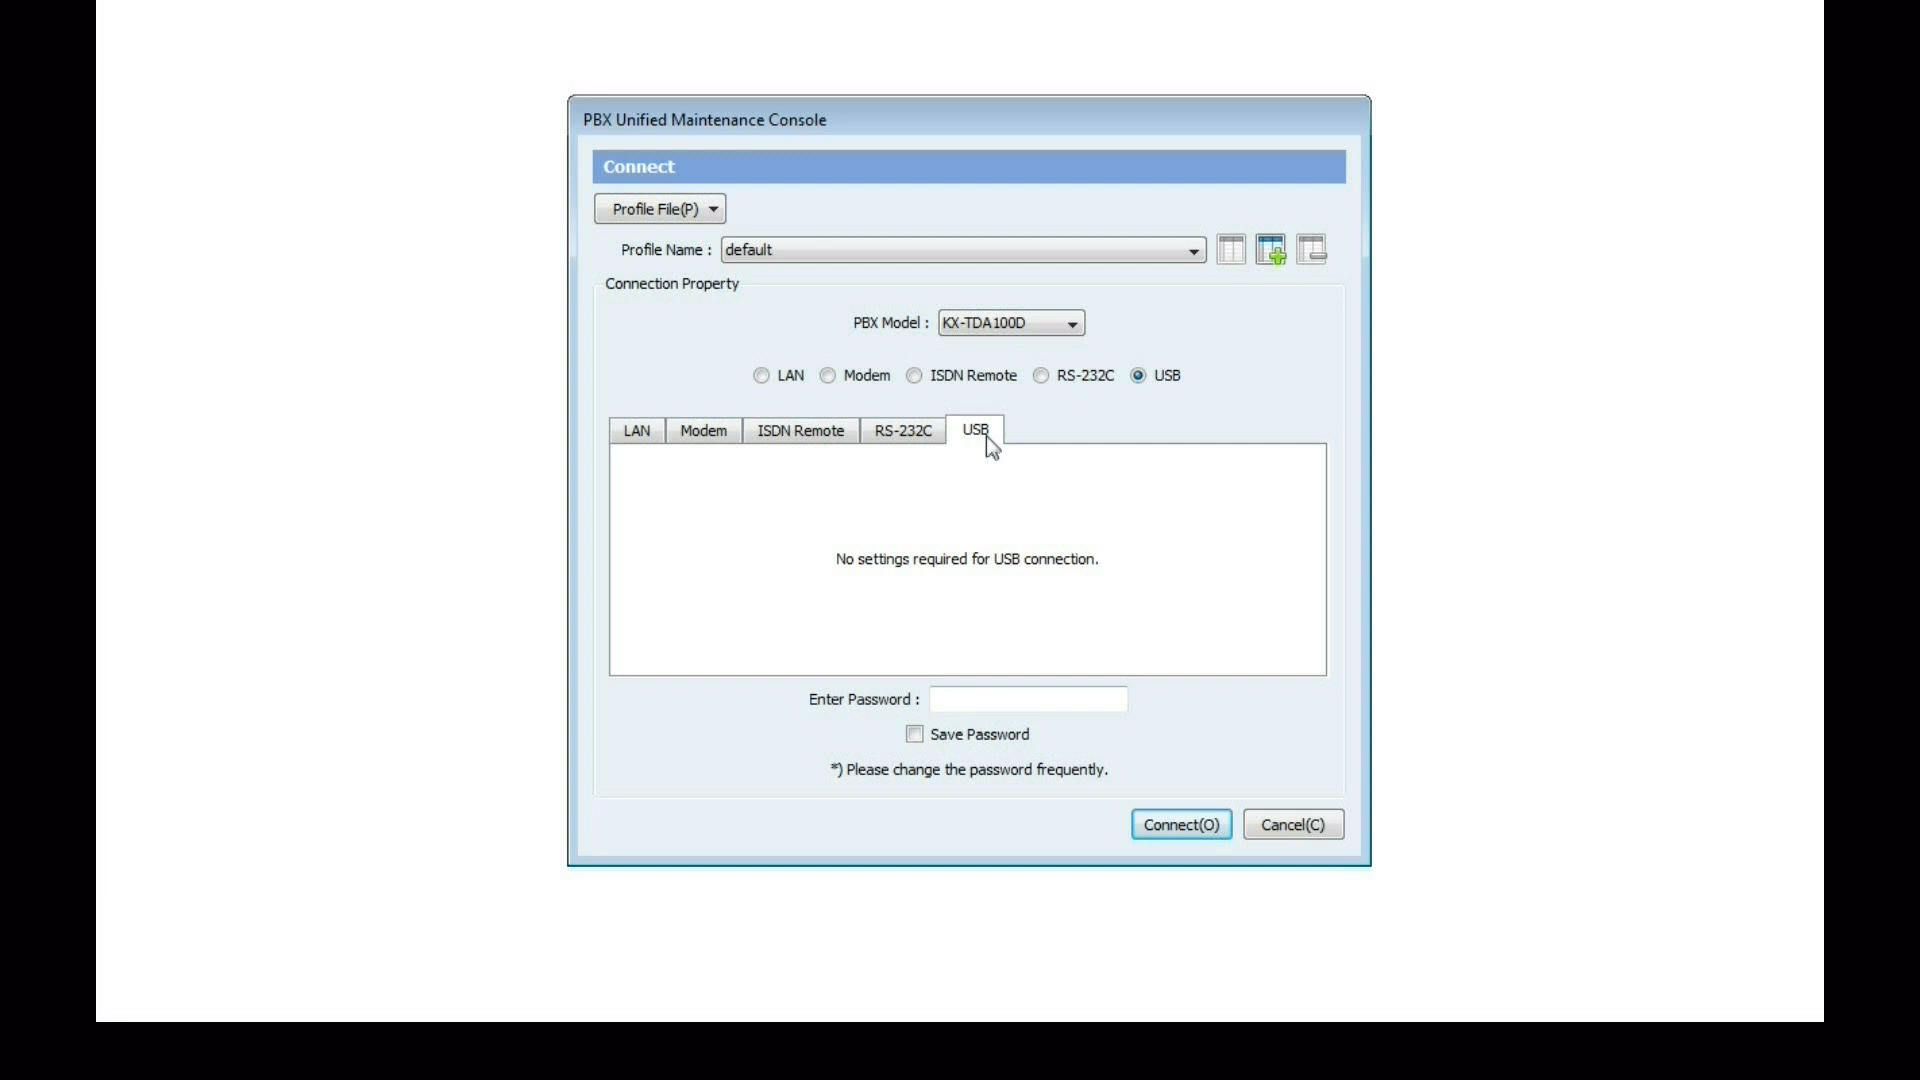 PBX Unified Maintenance Console
Connect
Profile File(P)
Profile Name : default
Connection Property
PBX Model : KX-TDA100D
LAN Modem ISDN Remote RS-232C USB
LAN Modem ISDN Remote RS-232C USB
No settings required for USB connection.
Enter Password :
Save Password
*) Please change the password frequently.
Connect(O) Cancel(C)